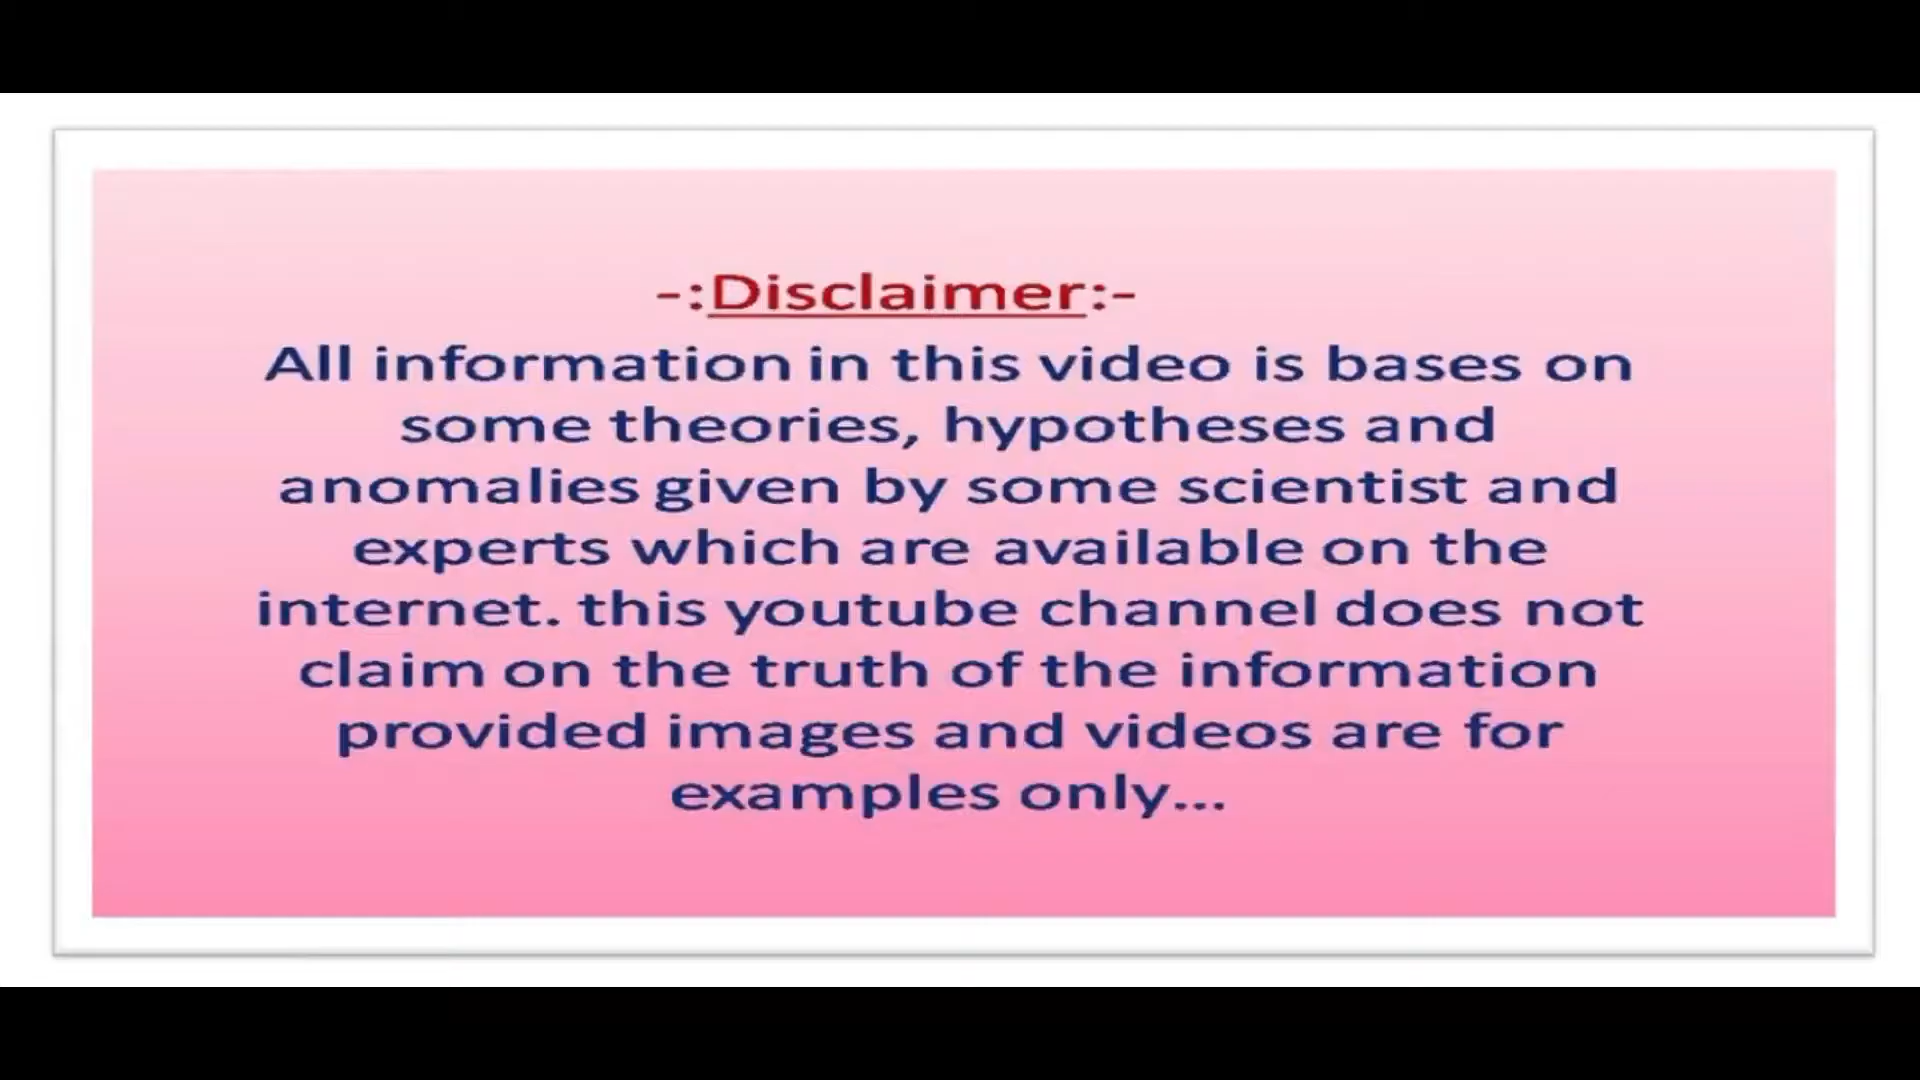 -:Disclaimer:-
All information in this video is bases on
some theories, hypotheses and
anomalies given by some scientist and
experts which are available on the
internet. this youtube channel does not
claim on the truth of the information
provided images and videos are for
examples only...